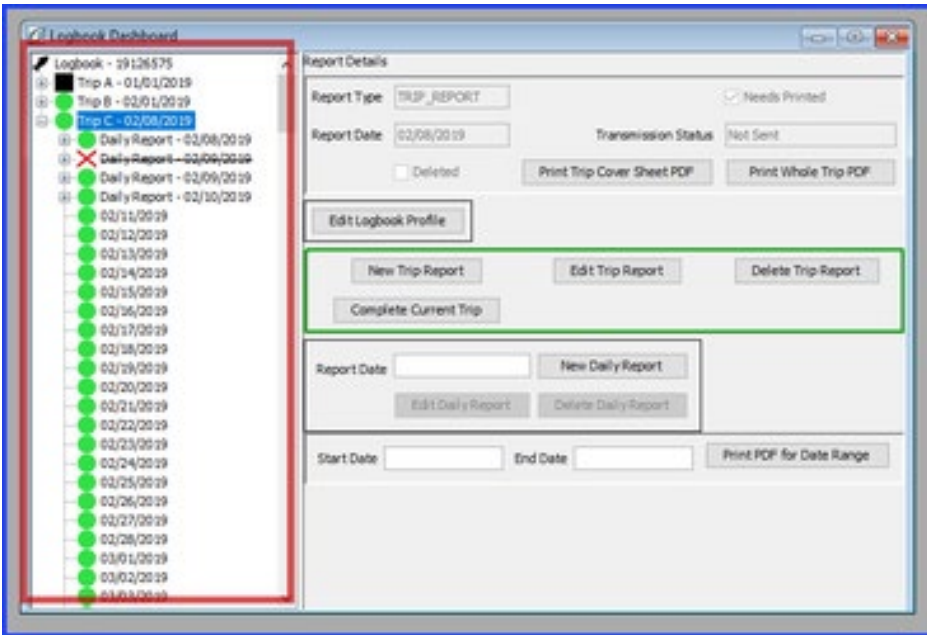 Logbook Dashboard
Logbook - 19126575
Trip A - 01/01/2019
Trip B - 02/01/2019
Trip C - 02/08/2019
Daily Report - 02/08/2019
Daily Report - 02/09/2019
Daily Report - 02/09/2019
Daily Report - 02/10/2019
02/11/2019
02/12/2019
02/13/2019
02/14/2019
02/15/2019
02/16/2019
02/17/2019
02/18/2019
02/19/2019
02/20/2019
02/21/2019
02/22/2019
02/23/2019
02/24/2019
02/25/2019
02/26/2019
02/27/2019
02/28/2019
03/01/2019
03/02/2019
03/03/2019
Report Details
Report Type TRIP_REPORT Needs Printed
Report Date 02/08/2019 Transmission Status Not Sent
Deleted Print Trip Cover Sheet PDF Print Whole Trip PDF
Edit Logbook Profile
New Trip Report Edit Trip Report Delete Trip Report
Complete Current Trip
Report Date New Daily Report
Edit Daily Report Delete Daily Report
Start Date End Date Print PDF for Date Range